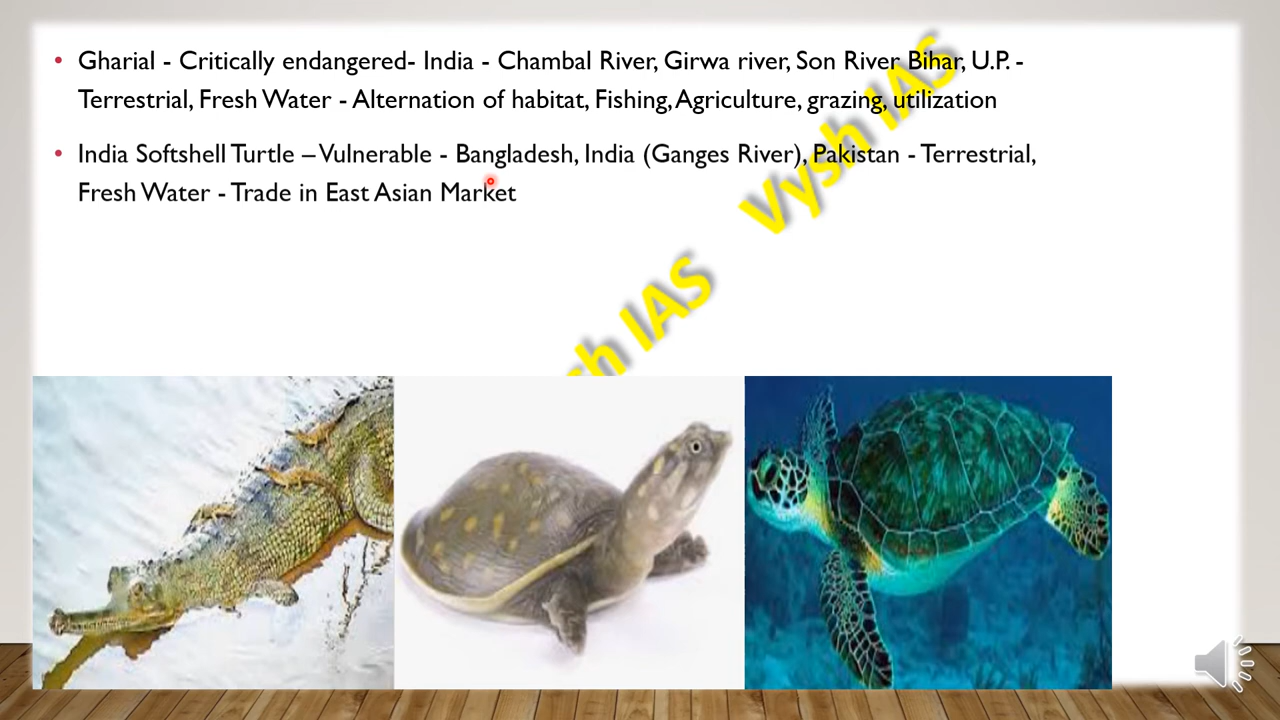 • Gharial - Critically endangered- India - Chambal River, Girwa river, Son River Bihar, U.P. -
Terrestrial, Fresh Water - Alternation of habitat, Fishing, Agriculture, grazing, utilization
• India Softshell Turtle – Vulnerable - Bangladesh, India (Ganges River), Pakistan - Terrestrial,
Fresh Water - Trade in East Asian Market
Vysh IAS
sh IAS